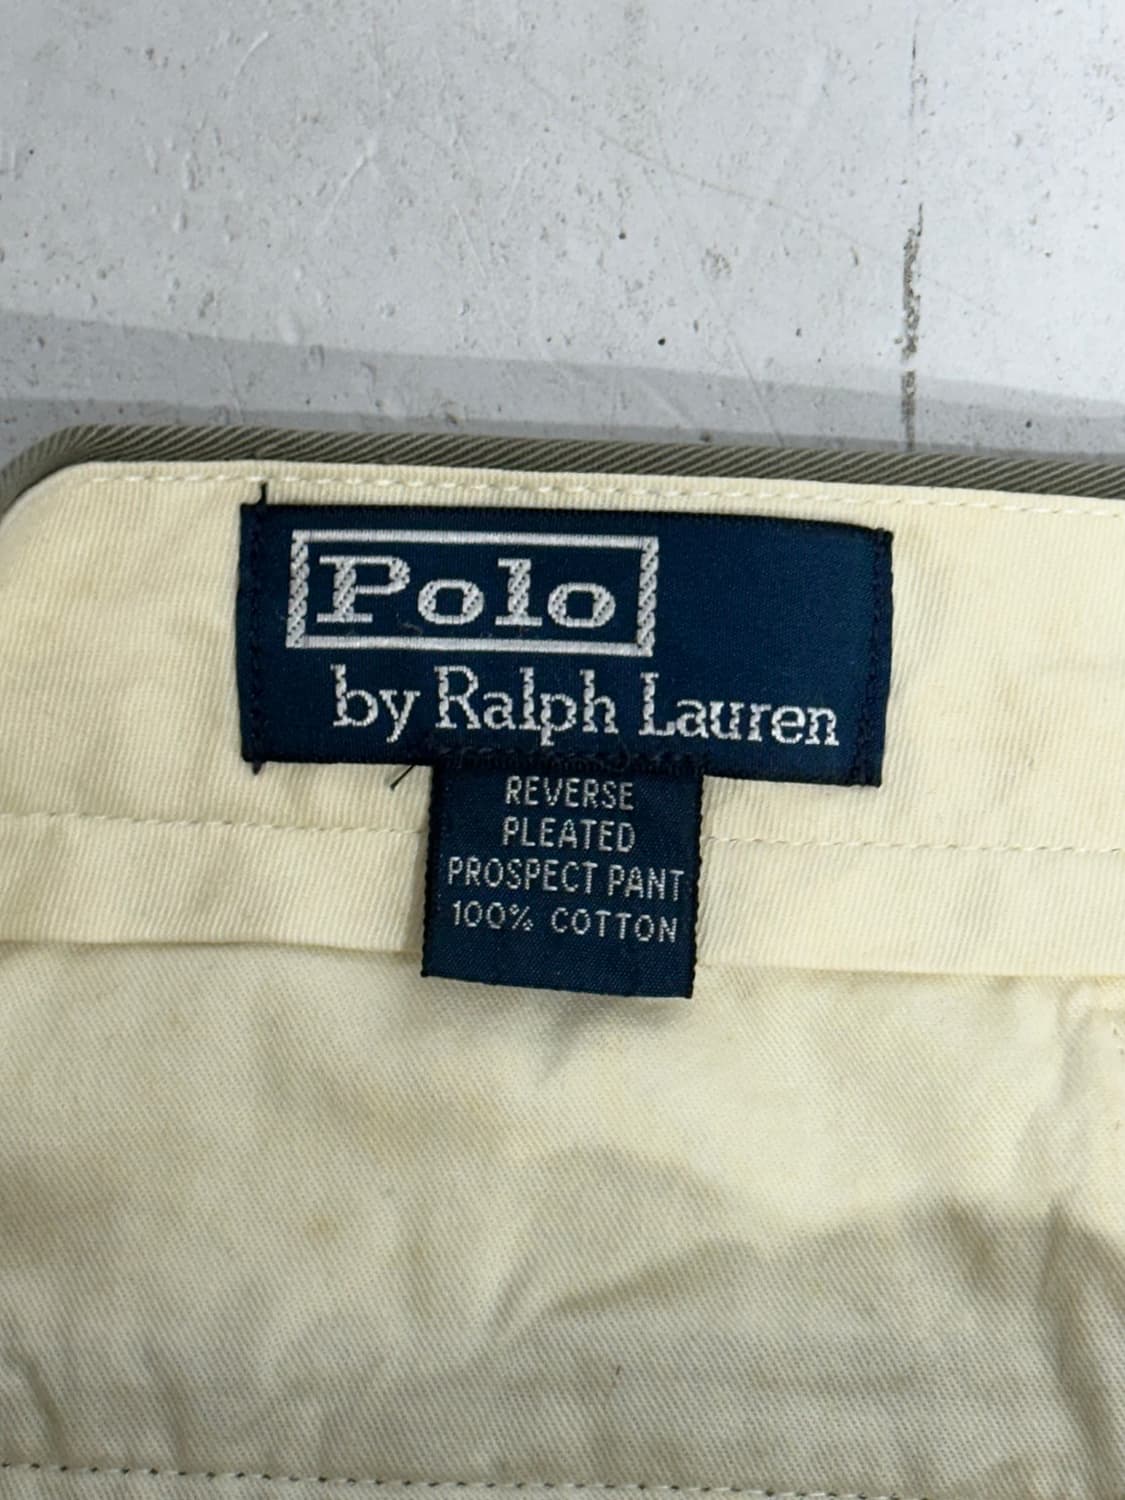 Polo
by Ralph Lauren
REVERSE
PLEATED
PROSPECT PANT
100% COTTON